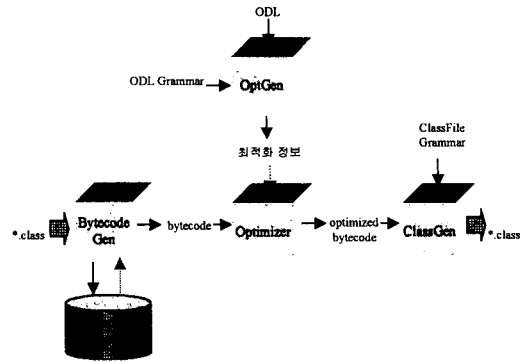 ODL
ODL Grammar
OptGen
최적화 정보
ClassFile
Grammar
*.class
Bytecode
Gen
bytecode
Optimizer
optimized
bytecode
ClassGen
*.class